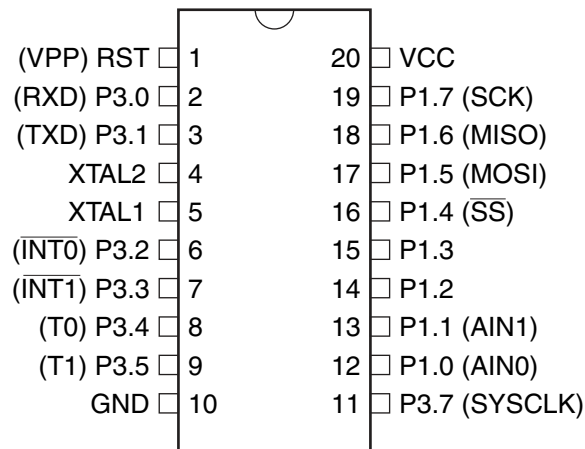 (VPP) RST 1 20 VCC
(RXD) P3.0 2 19 P1.7 (SCK)
(TXD) P3.1 3 18 P1.6 (MISO)
XTAL2 4 17 P1.5 (MOSI)
XTAL1 5 16 P1.4 (S̅S̅)
(I̅N̅T̅0̅) P3.2 6 15 P1.3
(I̅N̅T̅1̅) P3.3 7 14 P1.2
(T0) P3.4 8 13 P1.1 (AIN1)
(T1) P3.5 9 12 P1.0 (AIN0)
GND 10 11 P3.7 (SYSCLK)